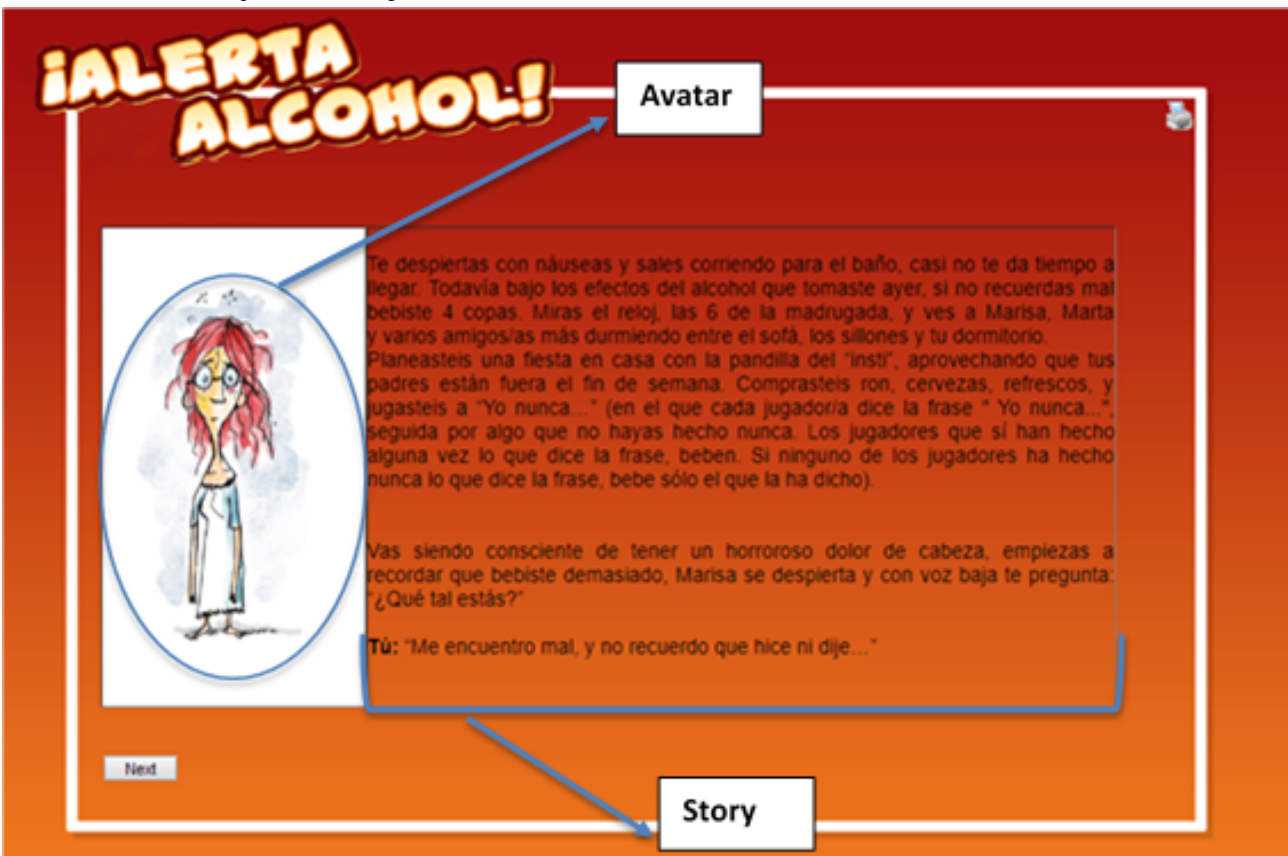 ¡ALERTA
ALCOHOL!
Avatar
Te despiertas con náuseas y sales corriendo para el baño, casi no te da tiempo a
llegar. Todavía bajo los efectos del alcohol que tomaste ayer, si no recuerdas mal
bebiste 4 copas. Miras el reloj, las 6 de la madrugada, y ves a Marisa, Marta
y varios amigos/as más durmiendo entre el sofá, los sillones y tu dormitorio.
Planeasteis una fiesta en casa con la pandilla del "insti", aprovechando que tus
padres están fuera el fin de semana. Comprasteis ron, cervezas, refrescos, y
jugasteis a "Yo nunca..." (en el que cada jugador/a dice la frase " Yo nunca...",
seguida por algo que no hayas hecho nunca. Los jugadores que sí han hecho
alguna vez lo que dice la frase, beben. Si ninguno de los jugadores ha hecho
nunca lo que dice la frase, bebe sólo el que la ha dicho).
Vas siendo consciente de tener un horroroso dolor de cabeza, empiezas a
recordar que bebiste demasiado, Marisa se despierta y con voz baja te pregunta:
"¿Qué tal estás?"
Tú: "Me encuentro mal, y no recuerdo que hice ni dije..."
Next
Story